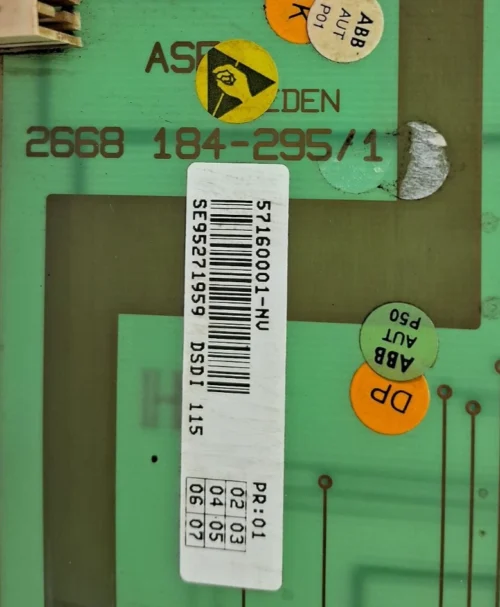 K
ABB
AUT
P01
2668 184-295/1
57160001-NV
SE95271959 DSDI 115
PR:01
02 03
04 05
06 07
ABB
AUT
P50
DP